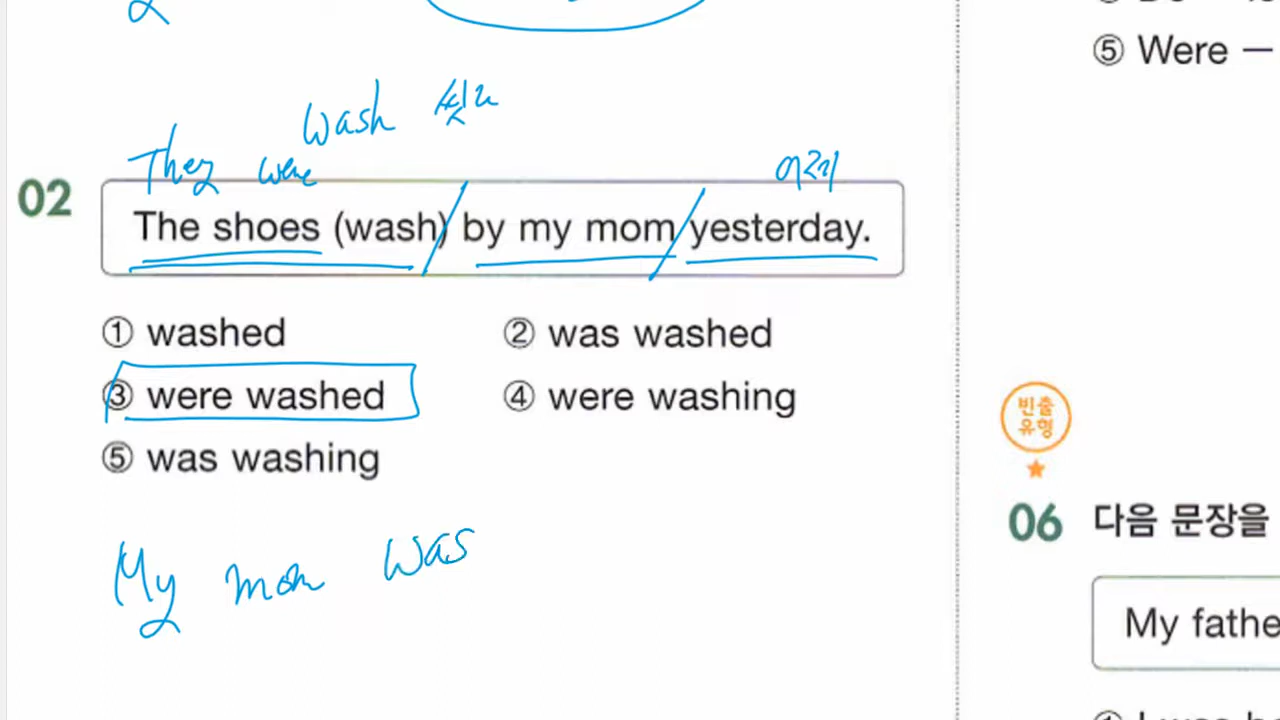 ⑤ Were —
wash 씻다
They were 어제
02
The shoes (wash) by my mom yesterday.
① washed ② was washed
③ were washed ④ were washing
⑤ was washing
My mom was
빈출
유형
06 다음 문장을
My fathe